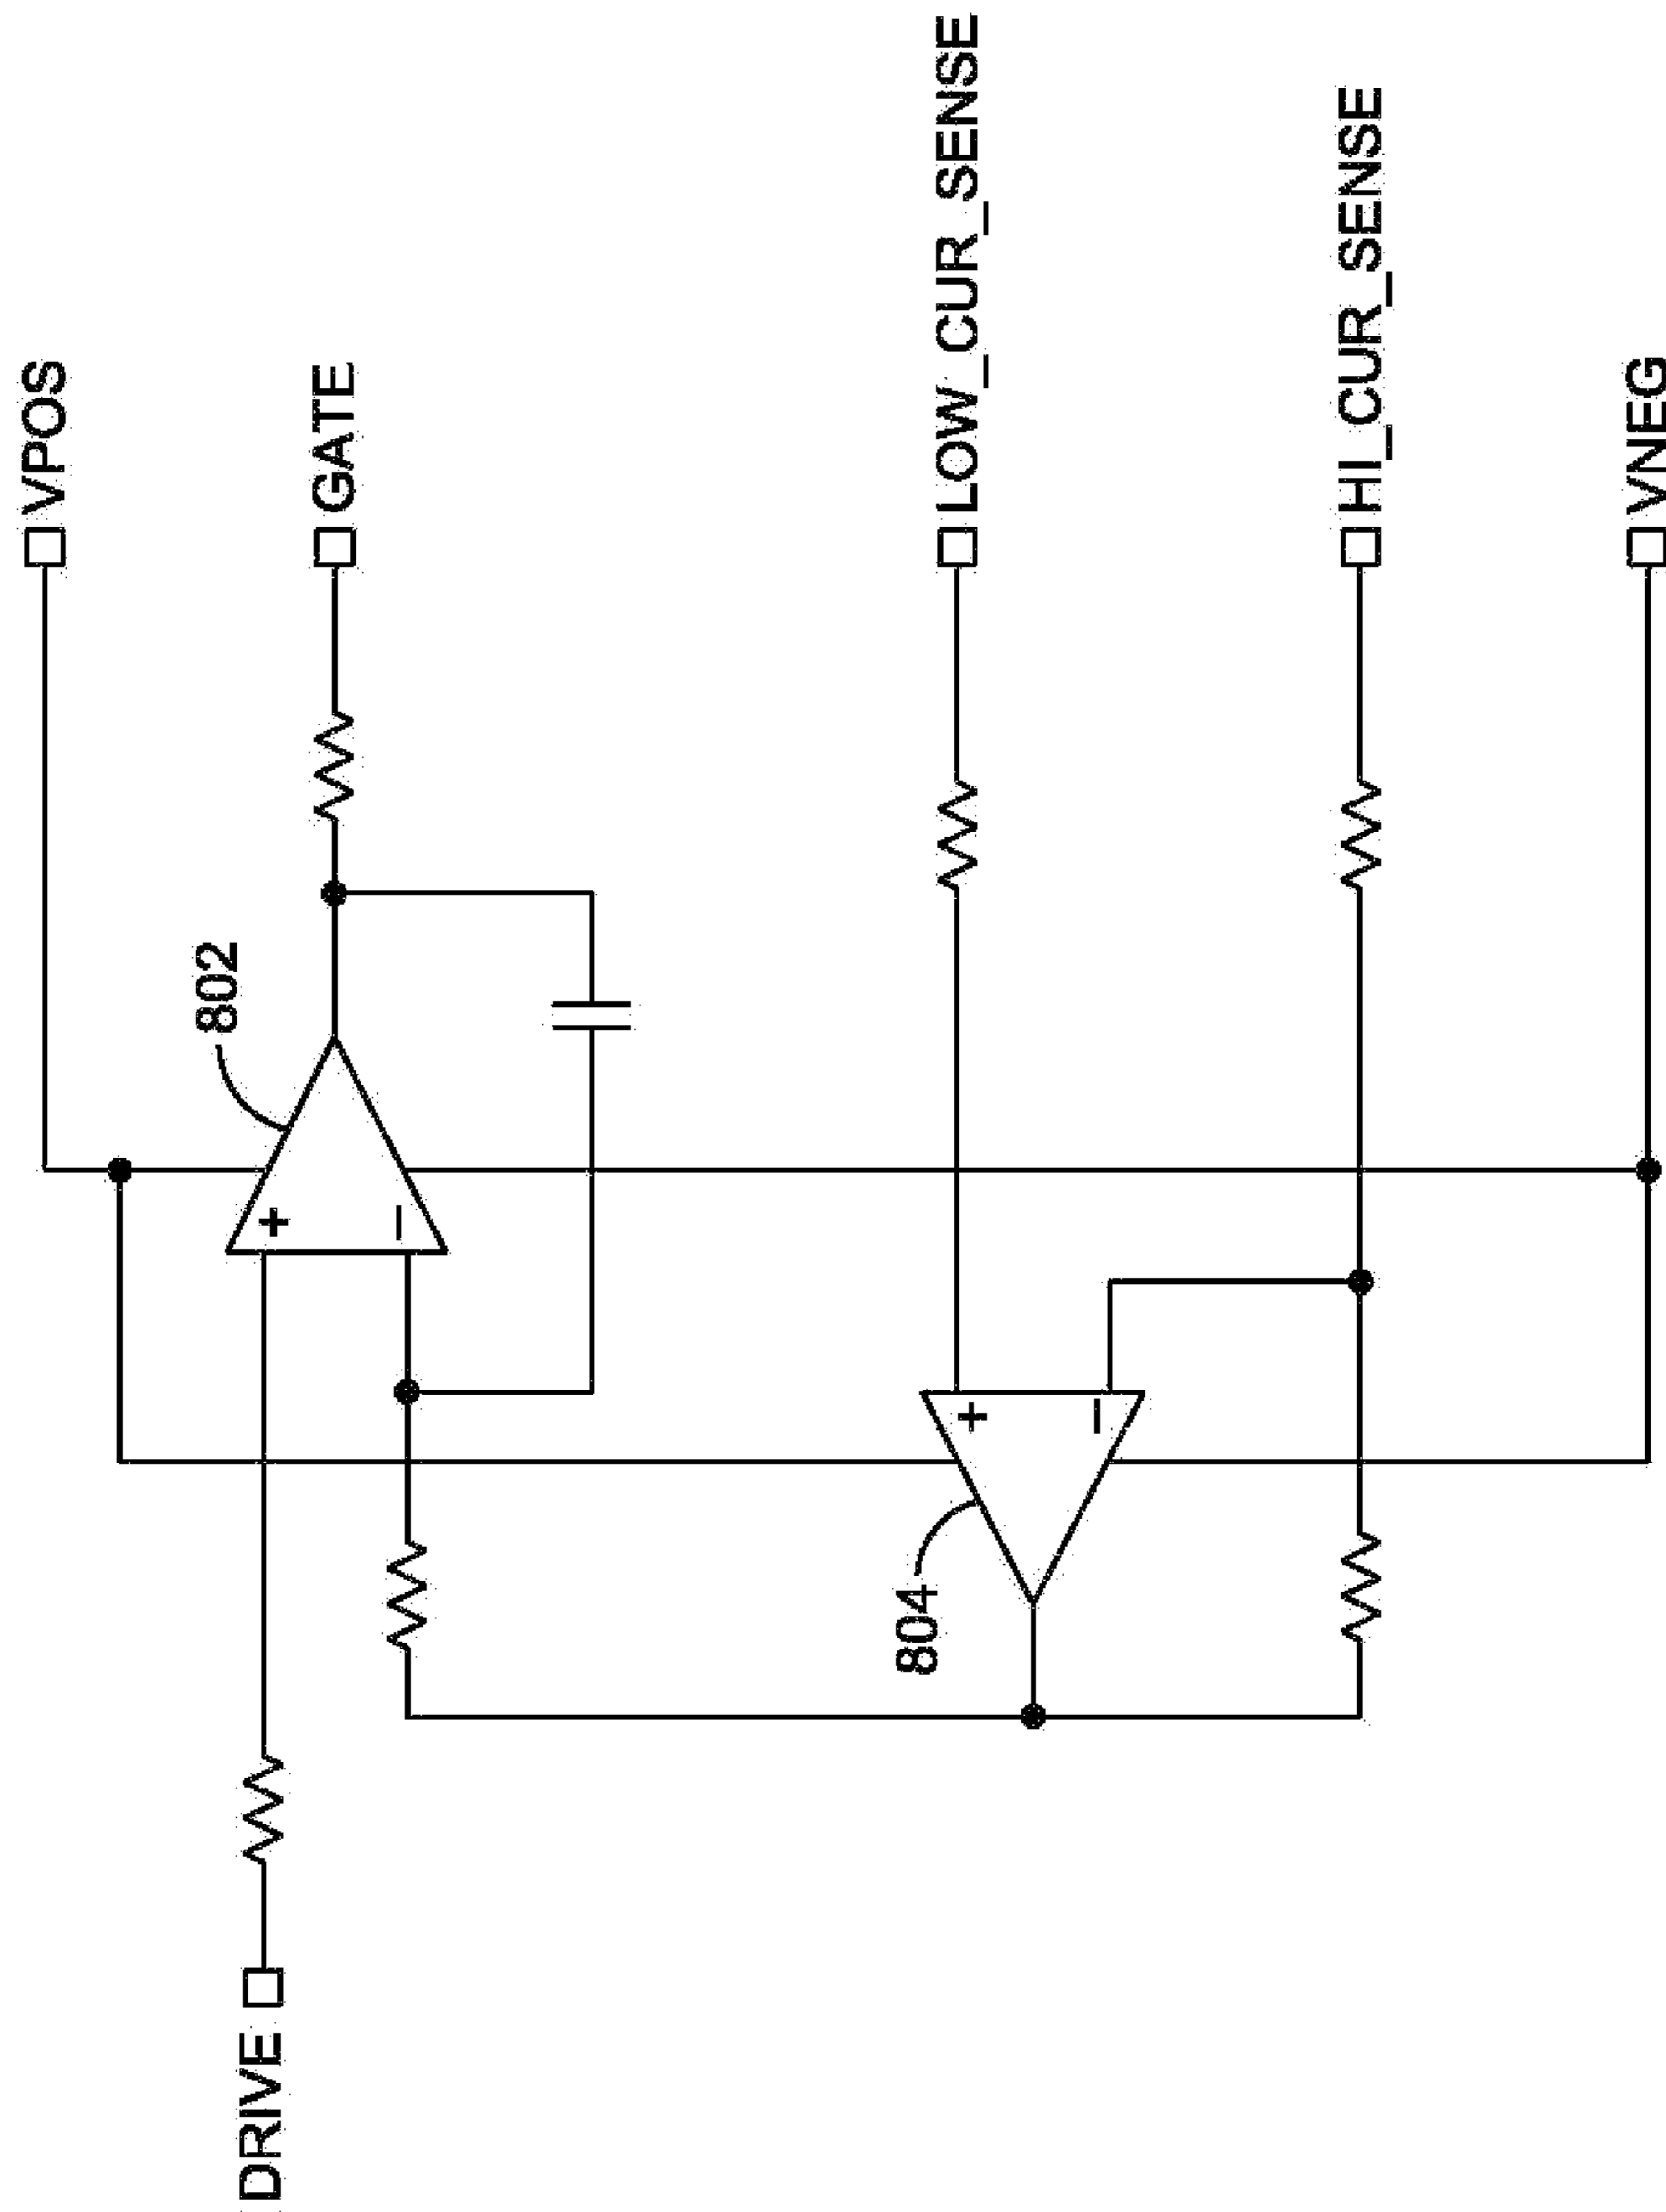 VPOS
GATE
802
DRIVE
+
−
LOW_CUR_SENSE
804
+
−
HI_CUR_SENSE
VNEG